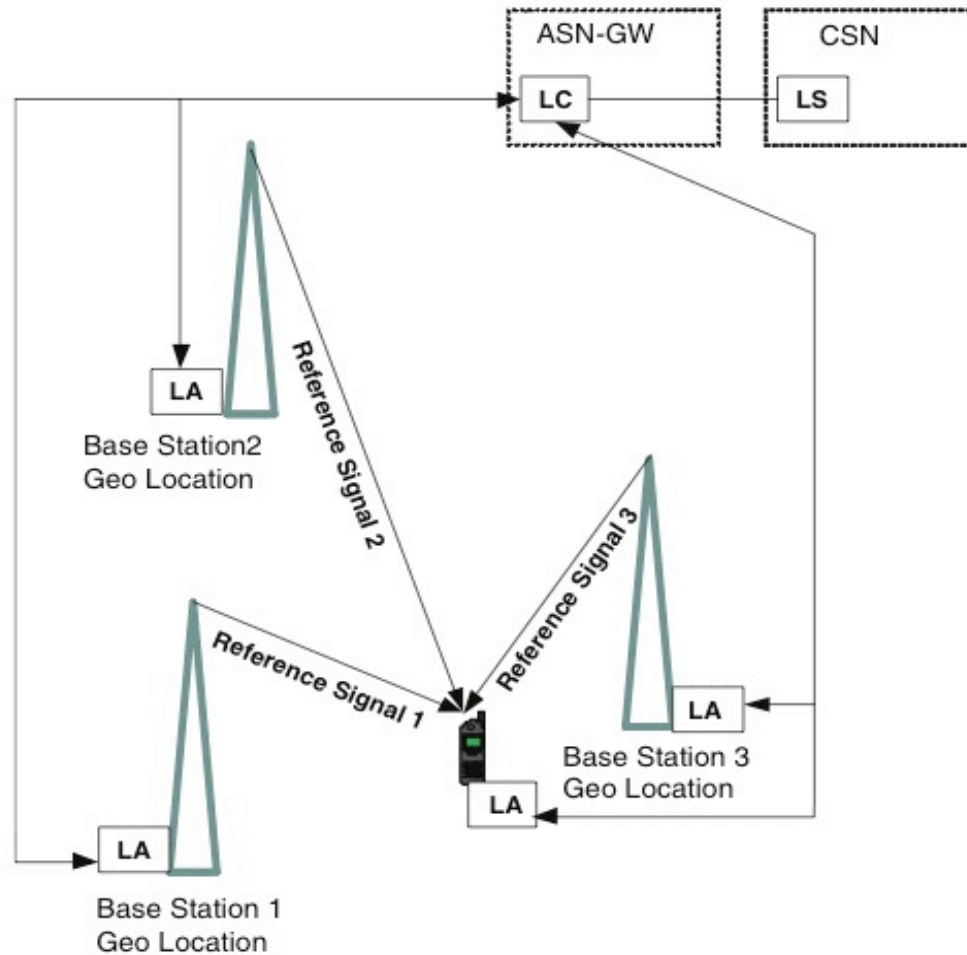 ASN-GW
CSN
LC
LS
LA
Base Station2
Geo Location
Reference Signal 2
Reference Signal 3
Reference Signal 1
LA
Base Station 3
Geo Location
LA
LA
Base Station 1
Geo Location